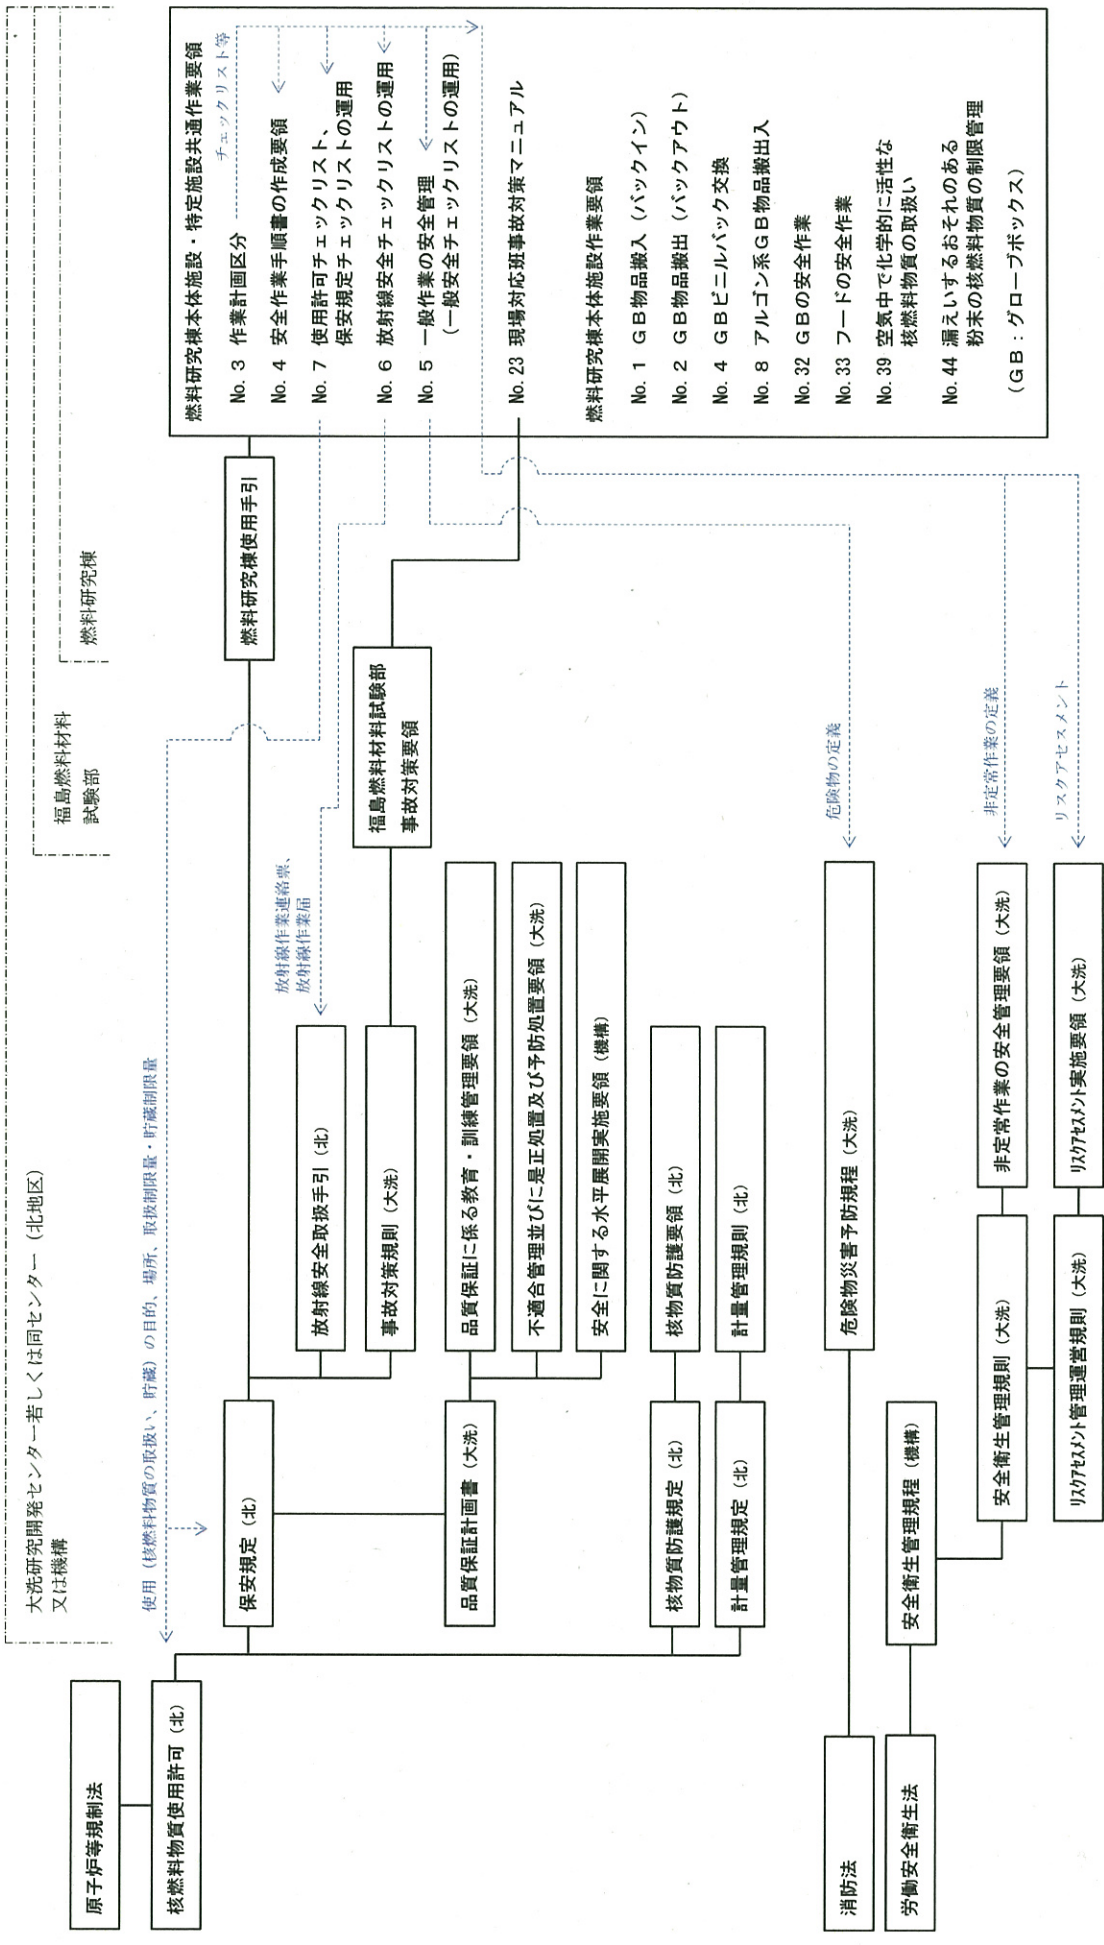 大洗研究開発センター若しくは同センター（北地区）
又は機構
福島燃料材料
試験部
燃料研究棟
原子炉等規制法
核燃料物質使用許可（北）
使用（核燃料物質の取扱い、貯蔵）の目的、場所、取扱制限量・貯蔵制限量
保安規定（北）
放射線作業連絡票、
放射線作業届
放射線安全取扱手引（北）
事故対策規則（大洗）
福島燃料材料試験部
事故対策要領
燃料研究棟使用手引
品質保証計画書（大洗）
品質保証に係る教育・訓練管理要領（大洗）
不適合管理並びに是正処置及び予防処置要領（大洗）
安全に関する水平展開実施要領（機構）
核物質防護規定（北）
核物質防護要領（北）
計量管理規定（北）
計量管理規則（北）
消防法
危険物災害予防規程（大洗）
危険物の定義
労働安全衛生法
安全衛生管理規程（機構）
安全衛生管理規則（大洗）
非定常作業の安全管理要領（大洗）
非定常作業の定義
リスクアセスメント管理運営規則（大洗）
リスクアセスメント実施要領（大洗）
リスクアセスメント
燃料研究棟本体施設・特定施設共通作業要領
チェックリスト等
No. 3 作業計画区分
No. 4 安全作業手順書の作成要領
No. 7 使用許可チェックリスト、
保安規定チェックリストの運用
No. 6 放射線安全チェックリストの運用
No. 5 一般作業の安全管理
（一般安全チェックリストの運用）
No. 23 現場対応班事故対策マニュアル
燃料研究棟本体施設作業要領
No. 1 ＧＢ物品搬入（バックイン）
No. 2 ＧＢ物品搬出（バックアウト）
No. 4 ＧＢビニルバック交換
No. 8 アルゴン系ＧＢ物品搬出入
No. 32 ＧＢの安全作業
No. 33 フードの安全作業
No. 39 空気中で化学的に活性な
核燃料物質の取扱い
No. 44 漏えいするおそれのある
粉末の核燃料物質の制限管理
（ＧＢ：グローブボックス）